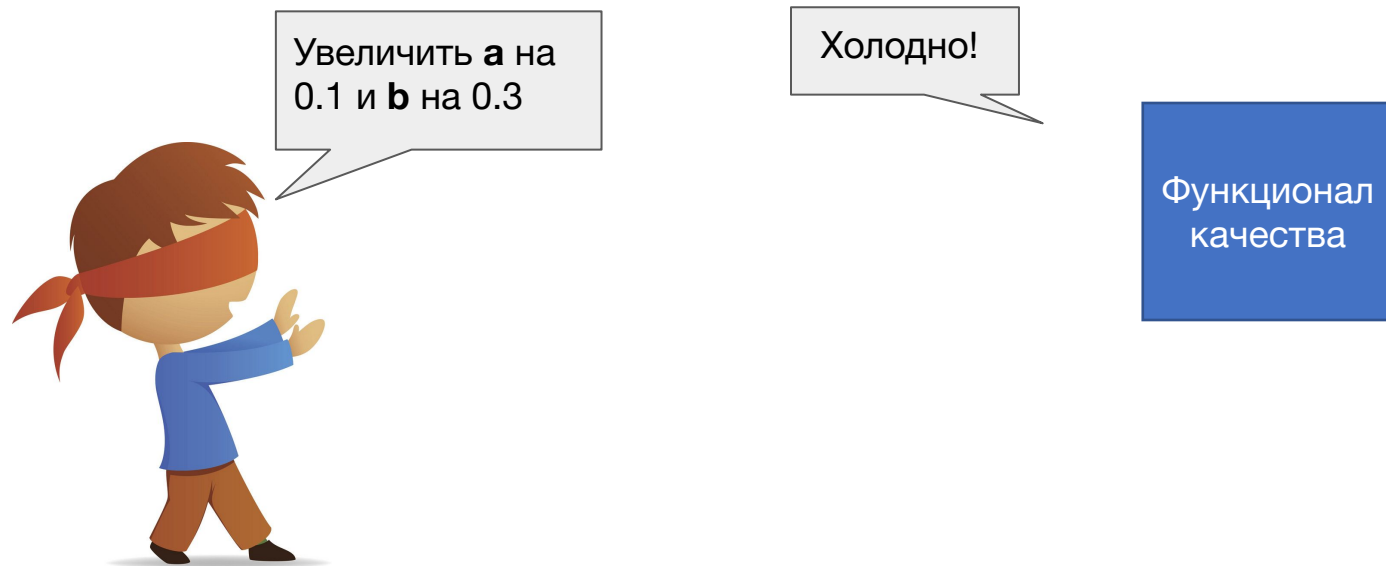 Увеличить a на
0.1 и b на 0.3
Холодно!
Функционал
качества